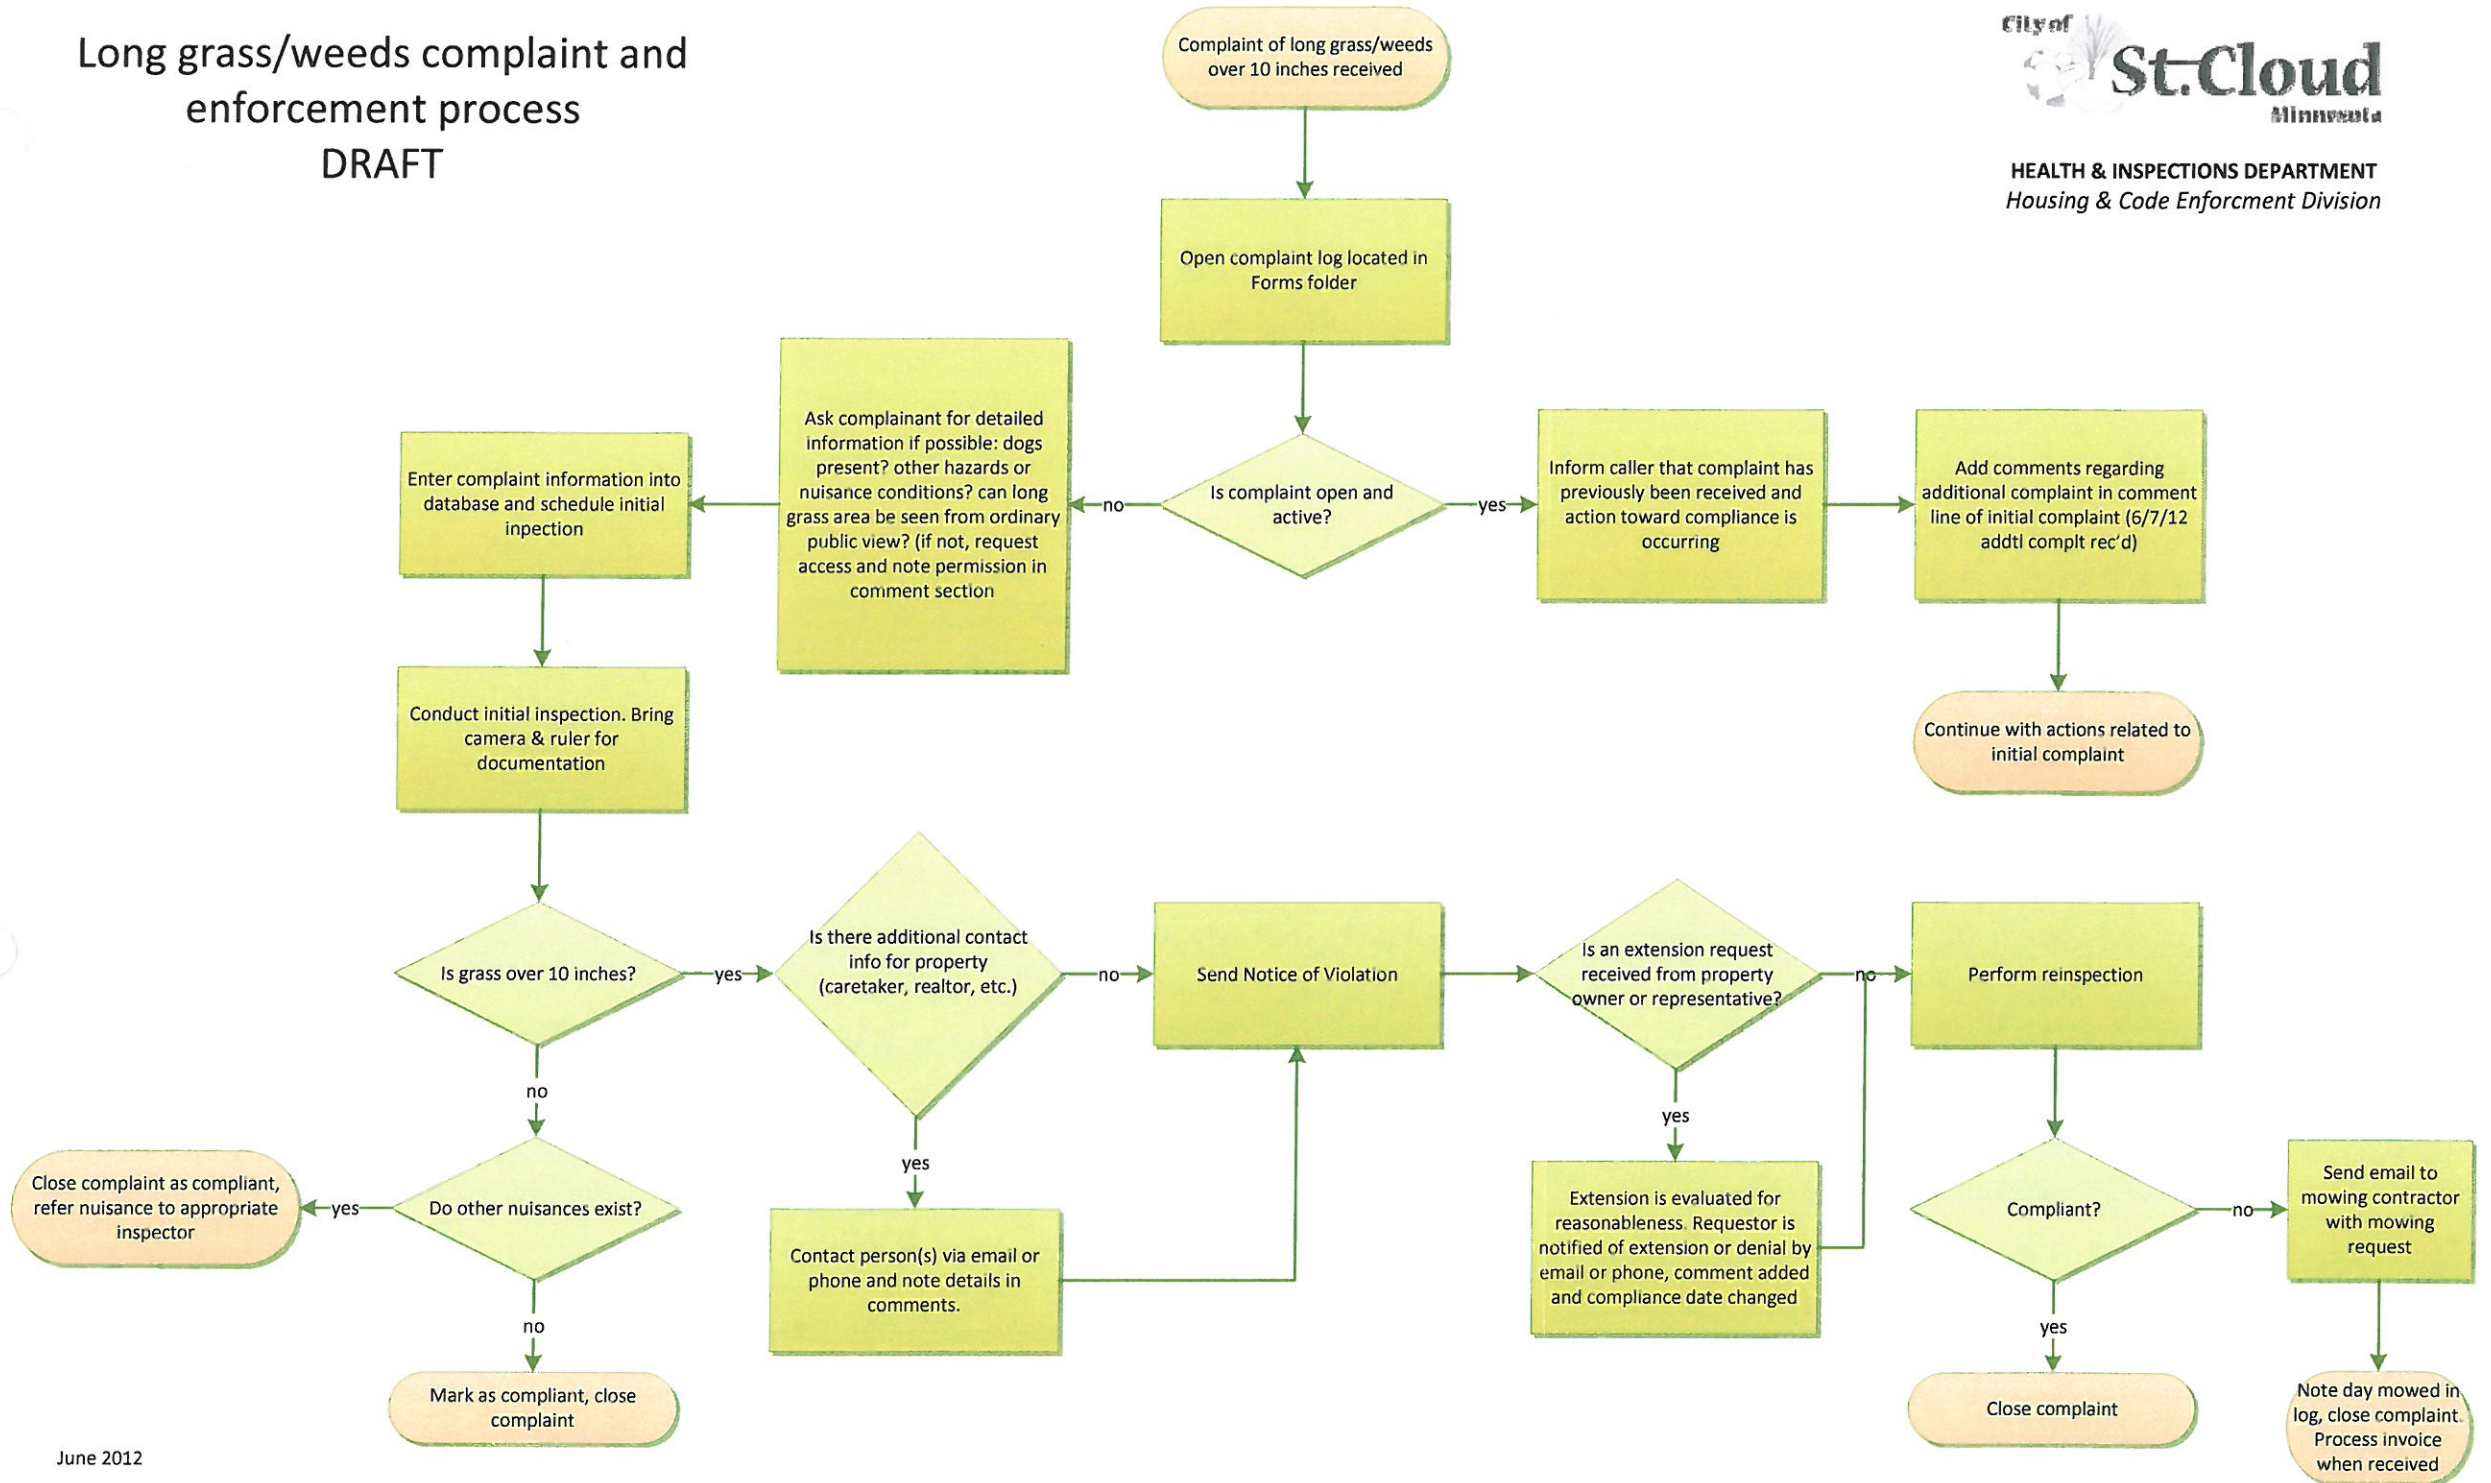 Long grass/weeds complaint and
enforcement process
DRAFT
City of
St.Cloud
Minnesota
HEALTH & INSPECTIONS DEPARTMENT
Housing & Code Enforcment Division
Complaint of long grass/weeds
over 10 inches received
Open complaint log located in
Forms folder
Is complaint open and
active?
no
yes
Ask complainant for detailed
information if possible: dogs
present? other hazards or
nuisance conditions? can long
grass area be seen from ordinary
public view? (if not, request
access and note permission in
comment section
Enter complaint information into
database and schedule initial
inpection
Inform caller that complaint has
previously been received and
action toward compliance is
occurring
Add comments regarding
additional complaint in comment
line of initial complaint (6/7/12
addtl complt rec'd)
Continue with actions related to
initial complaint
Conduct initial inspection. Bring
camera & ruler for
documentation
Is grass over 10 inches?
yes
no
Is there additional contact
info for property
(caretaker, realtor, etc.)
no
yes
Send Notice of Violation
Is an extension request
received from property
owner or representative?
no
yes
Perform reinspection
Do other nuisances exist?
yes
no
Close complaint as compliant,
refer nuisance to appropriate
inspector
Mark as compliant, close
complaint
Contact person(s) via email or
phone and note details in
comments.
Extension is evaluated for
reasonableness. Requestor is
notified of extension or denial by
email or phone, comment added
and compliance date changed
Compliant?
no
yes
Send email to
mowing contractor
with mowing
request
Close complaint
Note day mowed in
log, close complaint.
Process invoice
when received
June 2012